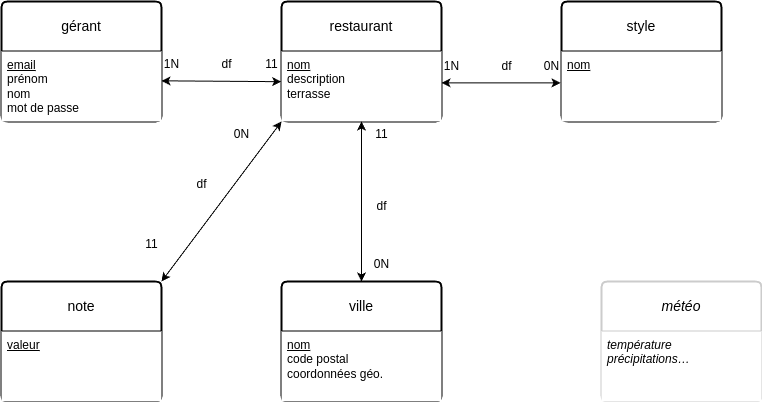 gérant
restaurant
style
email
prénom
nom
mot de passe
1N
df
11
nom
description
terrasse
1N
df
0N
nom
0N
df
11
11
df
0N
note
ville
météo
valeur
nom
code postal
coordonnées géo.
température
précipitations…